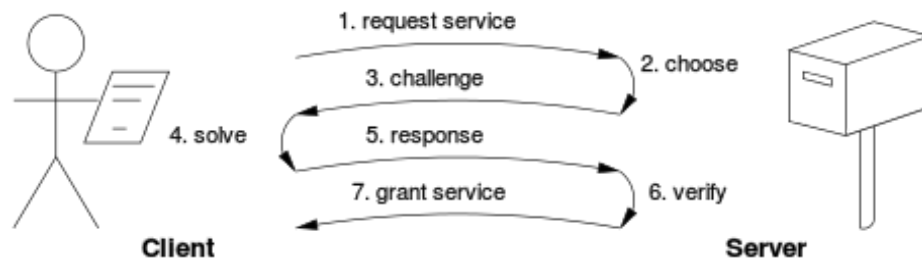 1. request service
2. choose
3. challenge
4. solve
5. response
6. verify
7. grant service
Client
Server